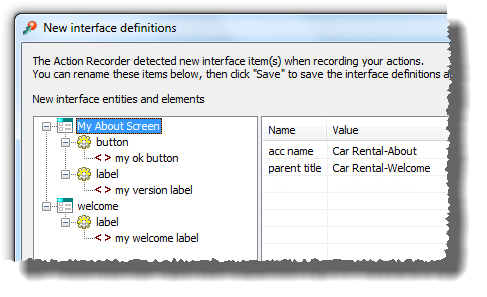 New interface definitions
The Action Recorder detected new interface item(s) when recording your actions.
You can rename these items below, then click "Save" to save the interface definitions
New interface entities and elements
My About Screen
button
< > my ok button
label
< > my version label
welcome
label
< > my welcome label
Name Value
acc name Car Rental-About
parent title Car Rental-Welcome